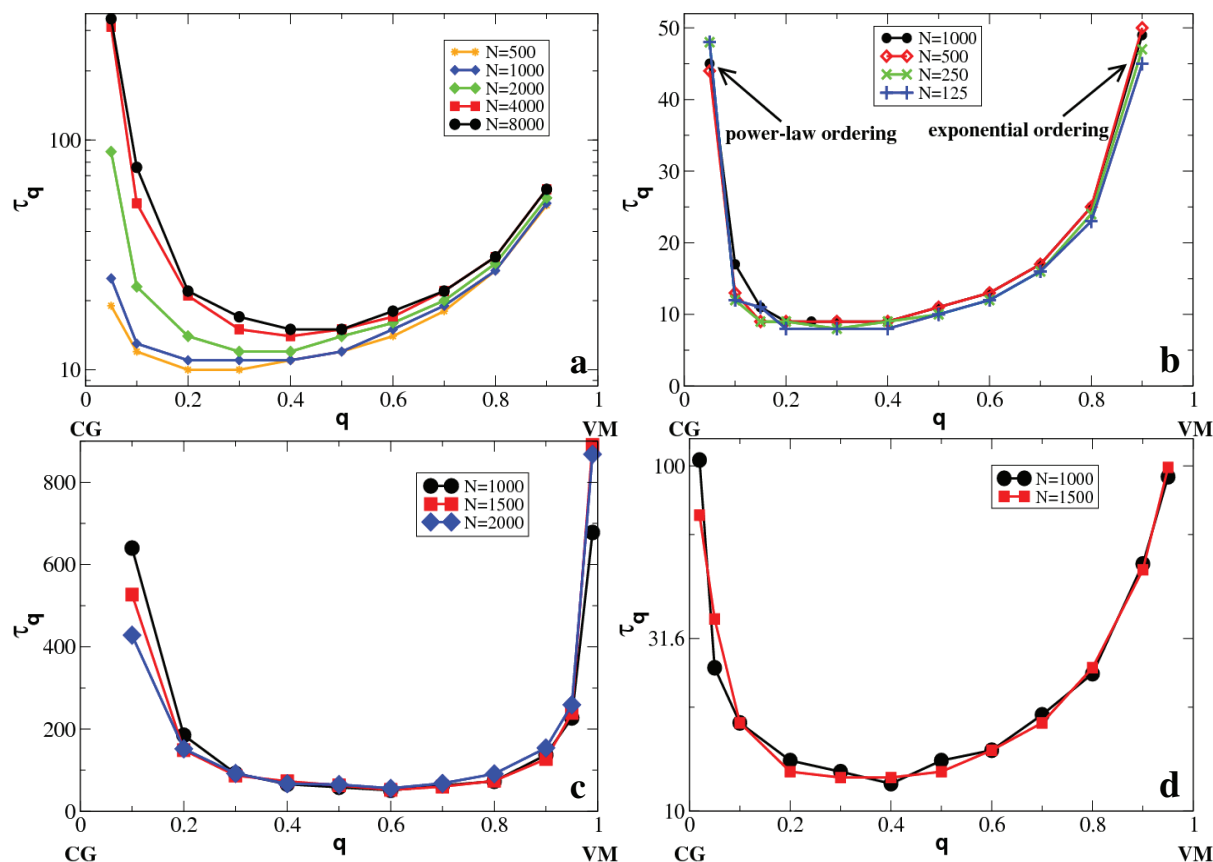 N=500
N=1000
N=2000
N=4000
N=8000
100
10
τq
a
0 0.2 0.4 0.6 0.8 1
CG q VM
N=1000
N=500
N=250
N=125
power-law ordering
exponential ordering
50
40
30
20
10
0
τq
b
0 0.2 0.4 0.6 0.8 1
CG q VM
N=1000
N=1500
N=2000
800
600
400
200
0
τq
c
0 0.2 0.4 0.6 0.8 1
CG q VM
N=1000
N=1500
100
31.6
10
τq
d
0 0.2 0.4 0.6 0.8 1
CG q VM